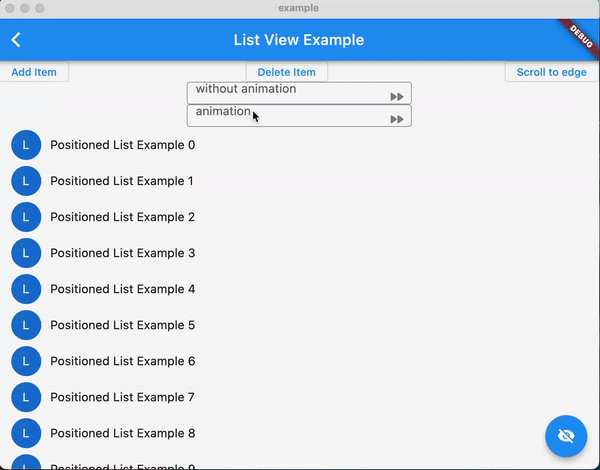 example
List View Example
DEBUG
Add Item
Delete Item
Scroll to edge
without animation
animation
L Positioned List Example 0
L Positioned List Example 1
L Positioned List Example 2
L Positioned List Example 3
L Positioned List Example 4
L Positioned List Example 5
L Positioned List Example 6
L Positioned List Example 7
L Positioned List Example 8
L Positioned List Example 9